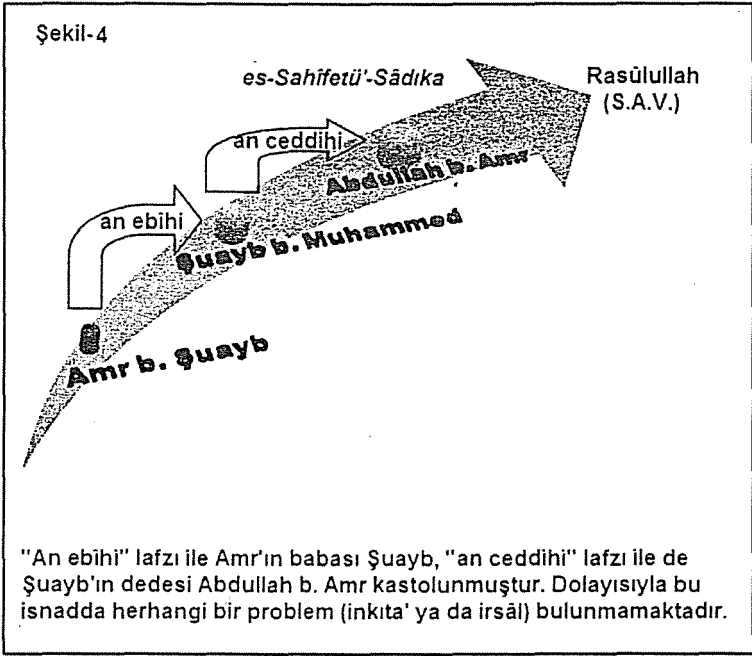 Şekil-4
es-Sahîfetü'-Sâdıka
Rasûlullah
(S.A.V.)
an ceddihi
Abdullah b. Amr
an ebîhi
Şuayb b. Muhammed
Amr b. Şuayb
"An ebîhi" lafzı ile Amr'ın babası Şuayb, "an ceddihi" lafzı ile de
Şuayb'ın dedesi Abdullah b. Amr kastolunmuştur. Dolayısıyla bu
isnadda herhangi bir problem (inkıta' ya da irsâl) bulunmamaktadır.